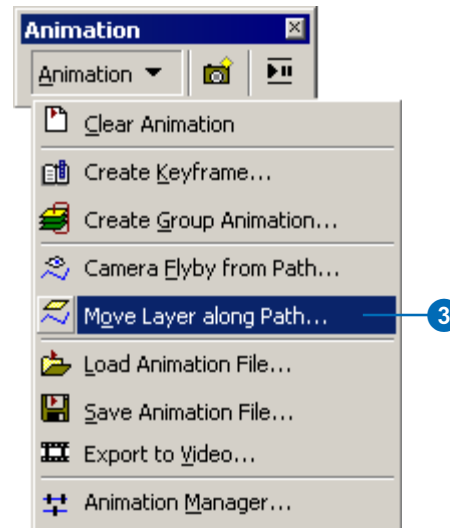 Animation
Animation
Clear Animation
Create Keyframe...
Create Group Animation...
Camera Flyby from Path...
Move Layer along Path...
3
Load Animation File...
Save Animation File...
Export to Video...
Animation Manager...